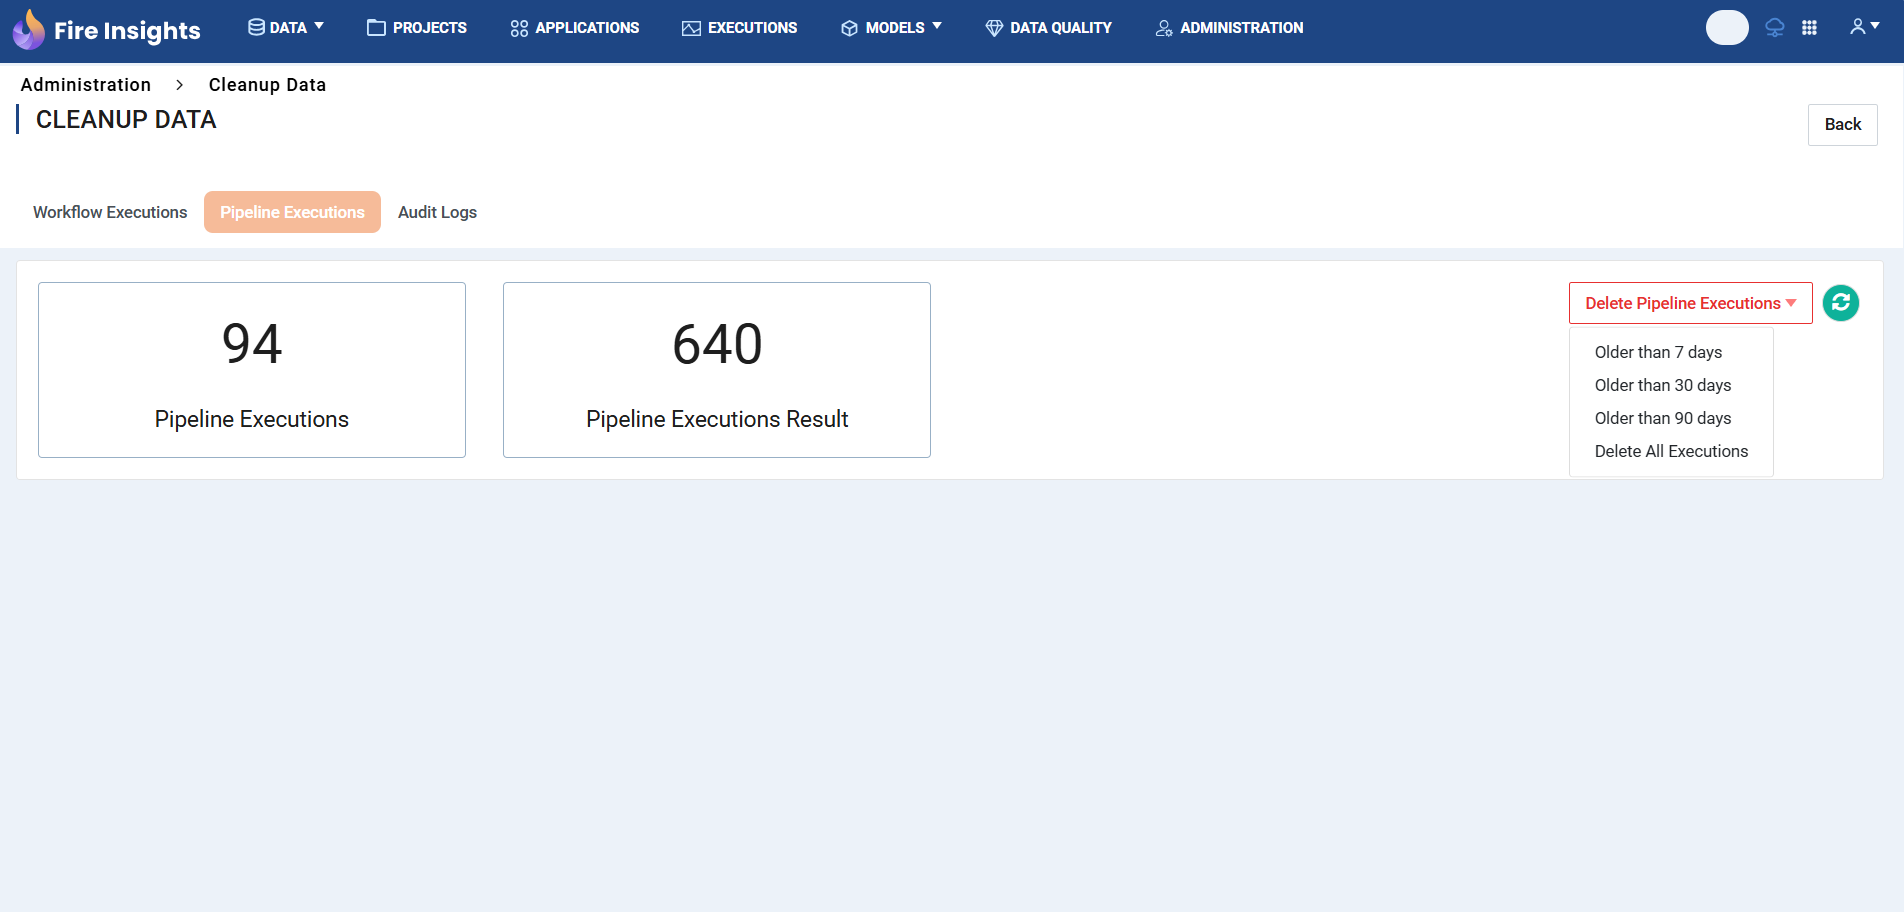 Fire Insights
DATA
PROJECTS
APPLICATIONS
EXECUTIONS
MODELS
DATA QUALITY
ADMINISTRATION
Administration > Cleanup Data
CLEANUP DATA
Back
Workflow Executions
Pipeline Executions
Audit Logs
94
Pipeline Executions
640
Pipeline Executions Result
Delete Pipeline Executions
Older than 7 days
Older than 30 days
Older than 90 days
Delete All Executions